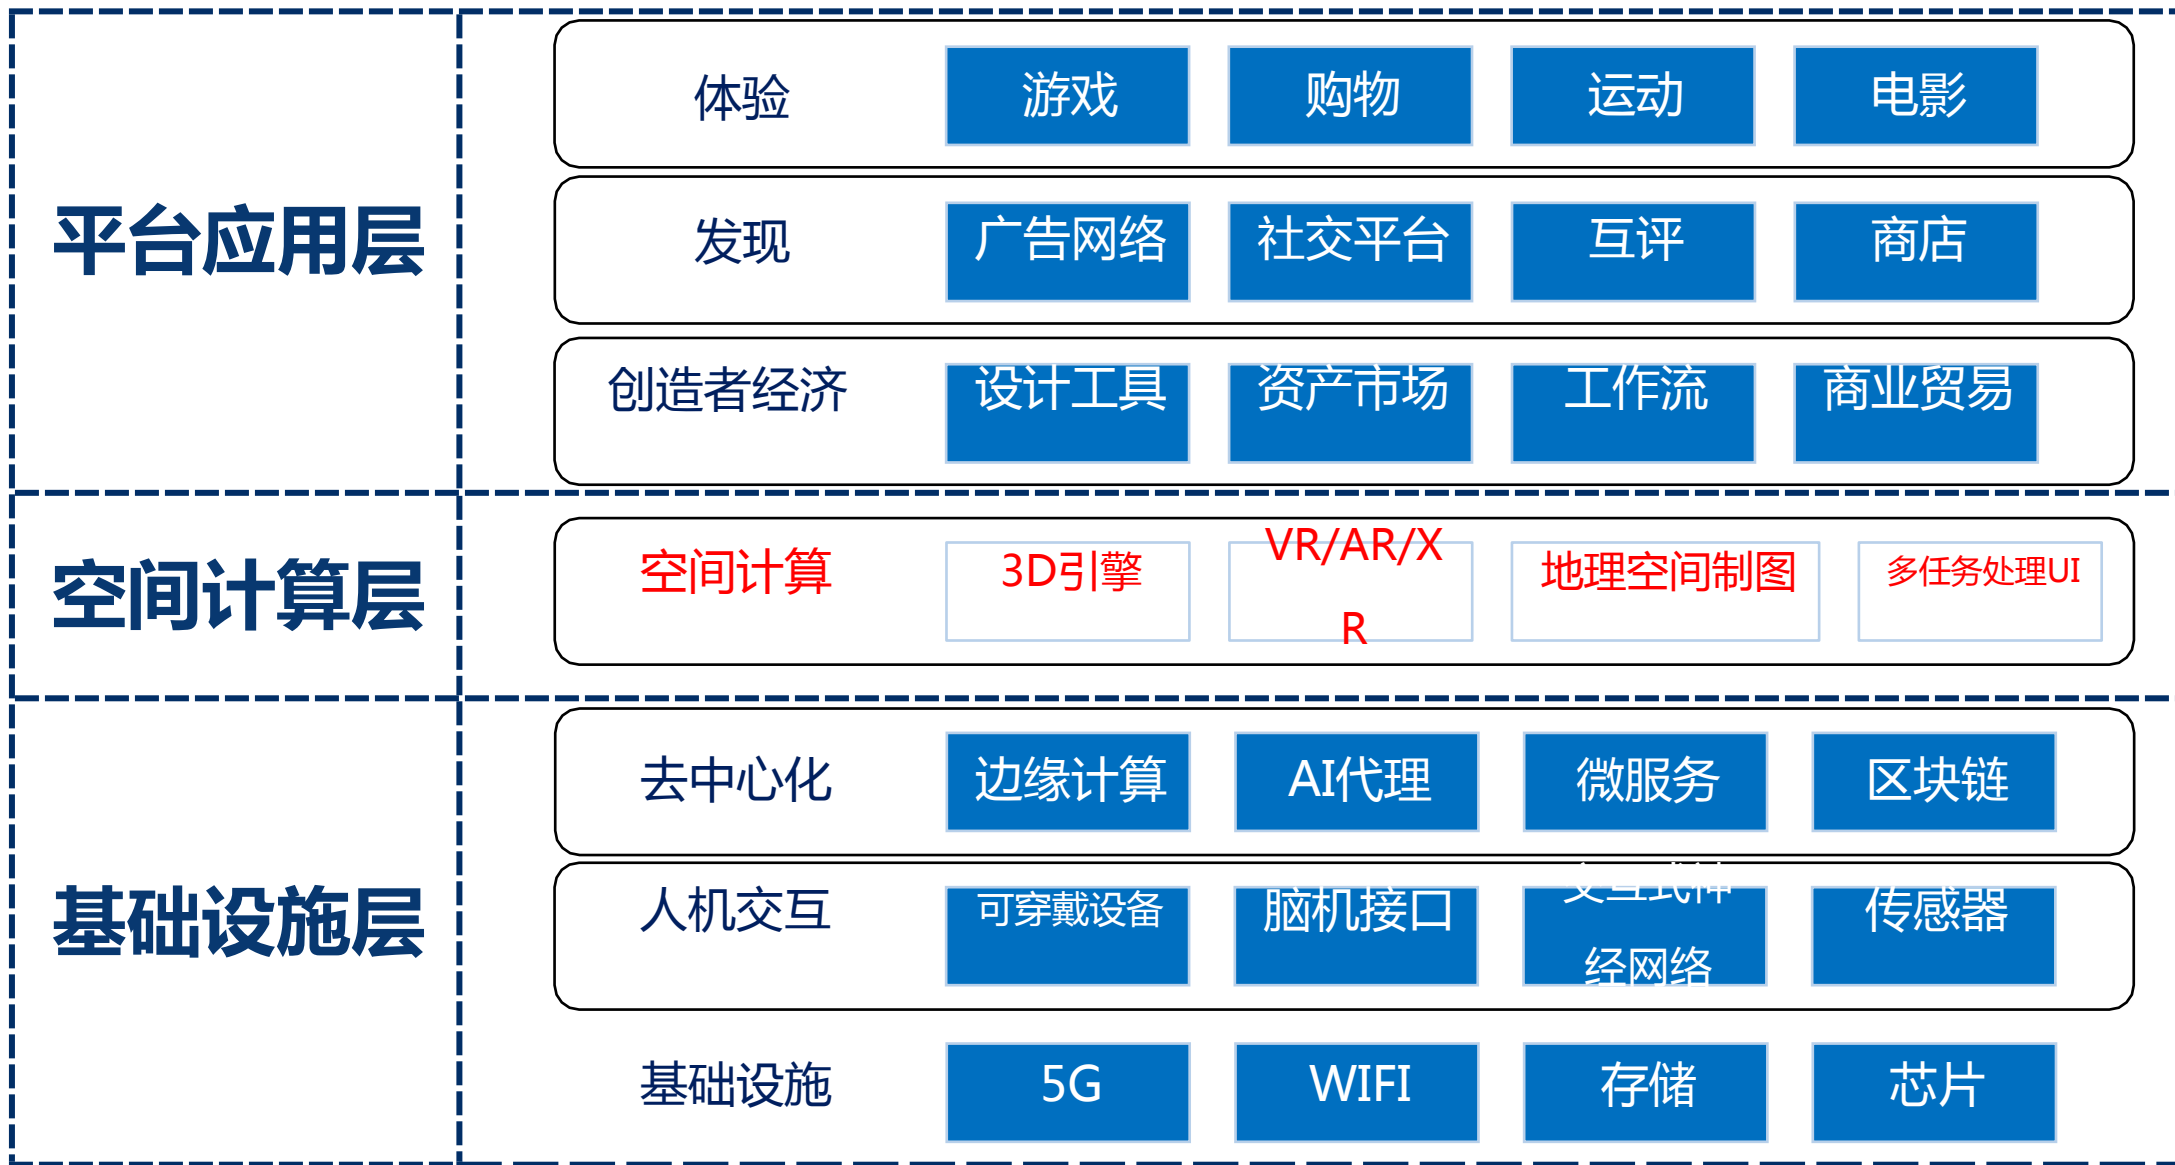 平台应用层
体验
游戏
购物
运动
电影
发现
广告网络
社交平台
互评
商店
创造者经济
设计工具
资产市场
工作流
商业贸易
空间计算层
空间计算
3D引擎
VR/AR/X
R
地理空间制图
多任务处理UI
基础设施层
去中心化
边缘计算
AI代理
微服务
区块链
人机交互
可穿戴设备
脑机接口
交互式神
经网络
传感器
基础设施
5G
WIFI
存储
芯片